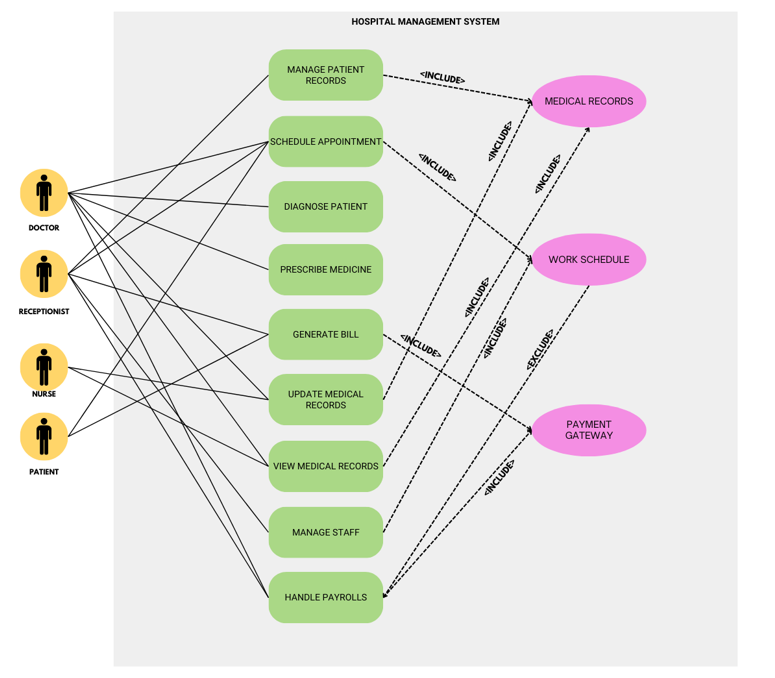 HOSPITAL MANAGEMENT SYSTEM
MANAGE PATIENT
RECORDS
<INCLUDE>
MEDICAL RECORDS
SCHEDULE APPOINTMENT
<INCLUDE>
<INCLUDE>
<INCLUDE>
DIAGNOSE PATIENT
DOCTOR
PRESCRIBE MEDICINE
WORK SCHEDULE
RECEPTIONIST
<INCLUDE>
GENERATE BILL
<INCLUDE>
<INCLUDE>
<EXCLUDE>
NURSE
UPDATE MEDICAL
RECORDS
PAYMENT
GATEWAY
PATIENT
VIEW MEDICAL RECORDS
<INCLUDE>
MANAGE STAFF
HANDLE PAYROLLS